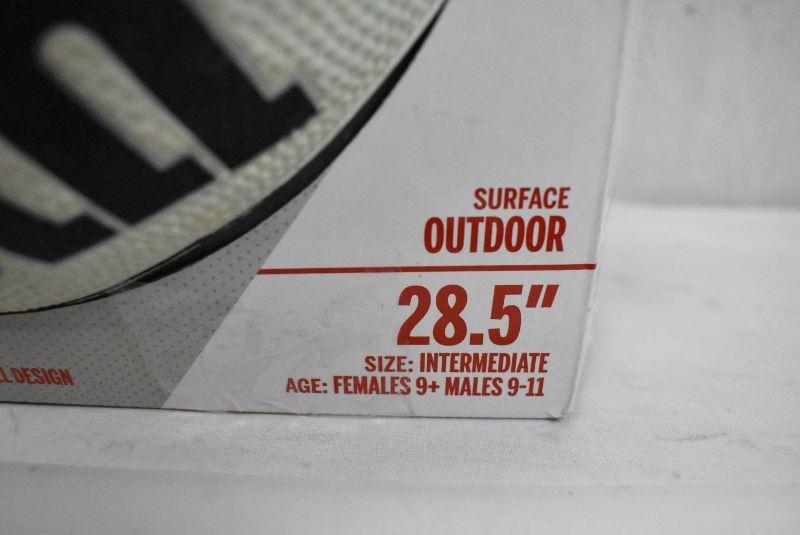 SURFACE
OUTDOOR
28.5"
SIZE: INTERMEDIATE
AGE: FEMALES 9+ MALES 9-11
DESIGN